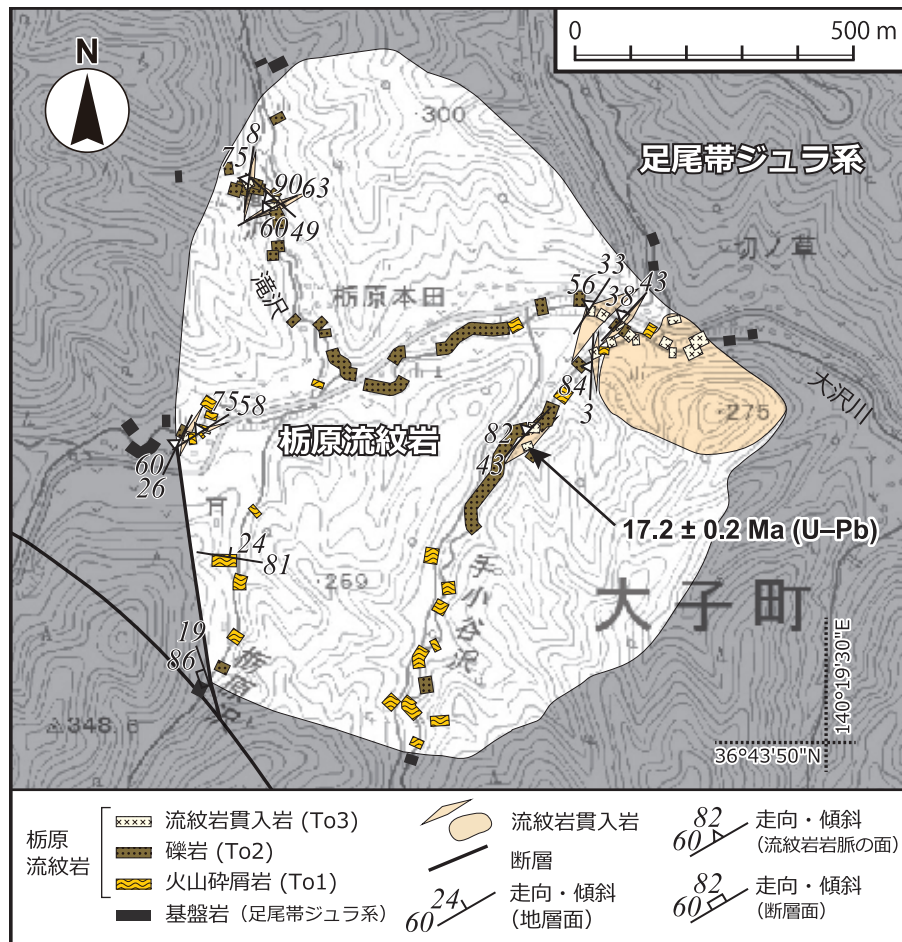 0 500 m
N
・300
足尾帯ジュラ系
8
75
90 63
60 49
切ノ草
滝沢
栃原本田
33
56
38 43
大沢川
84
3
・275
75 58
栃原流紋岩
60
26
82
43
17.2 ± 0.2 Ma (U–Pb)
24
81
・259
手小谷沢
大子町
19
86
348.6
140°19'30"E
36°43'50"N
栃原
流紋岩
流紋岩貫入岩 (To3)
礫岩 (To2)
火山砕屑岩 (To1)
基盤岩 (足尾帯ジュラ系)
流紋岩貫入岩
断層
24
60
走向・傾斜
(地層面)
82
60
走向・傾斜
(流紋岩岩脈の面)
82
60
走向・傾斜
(断層面)